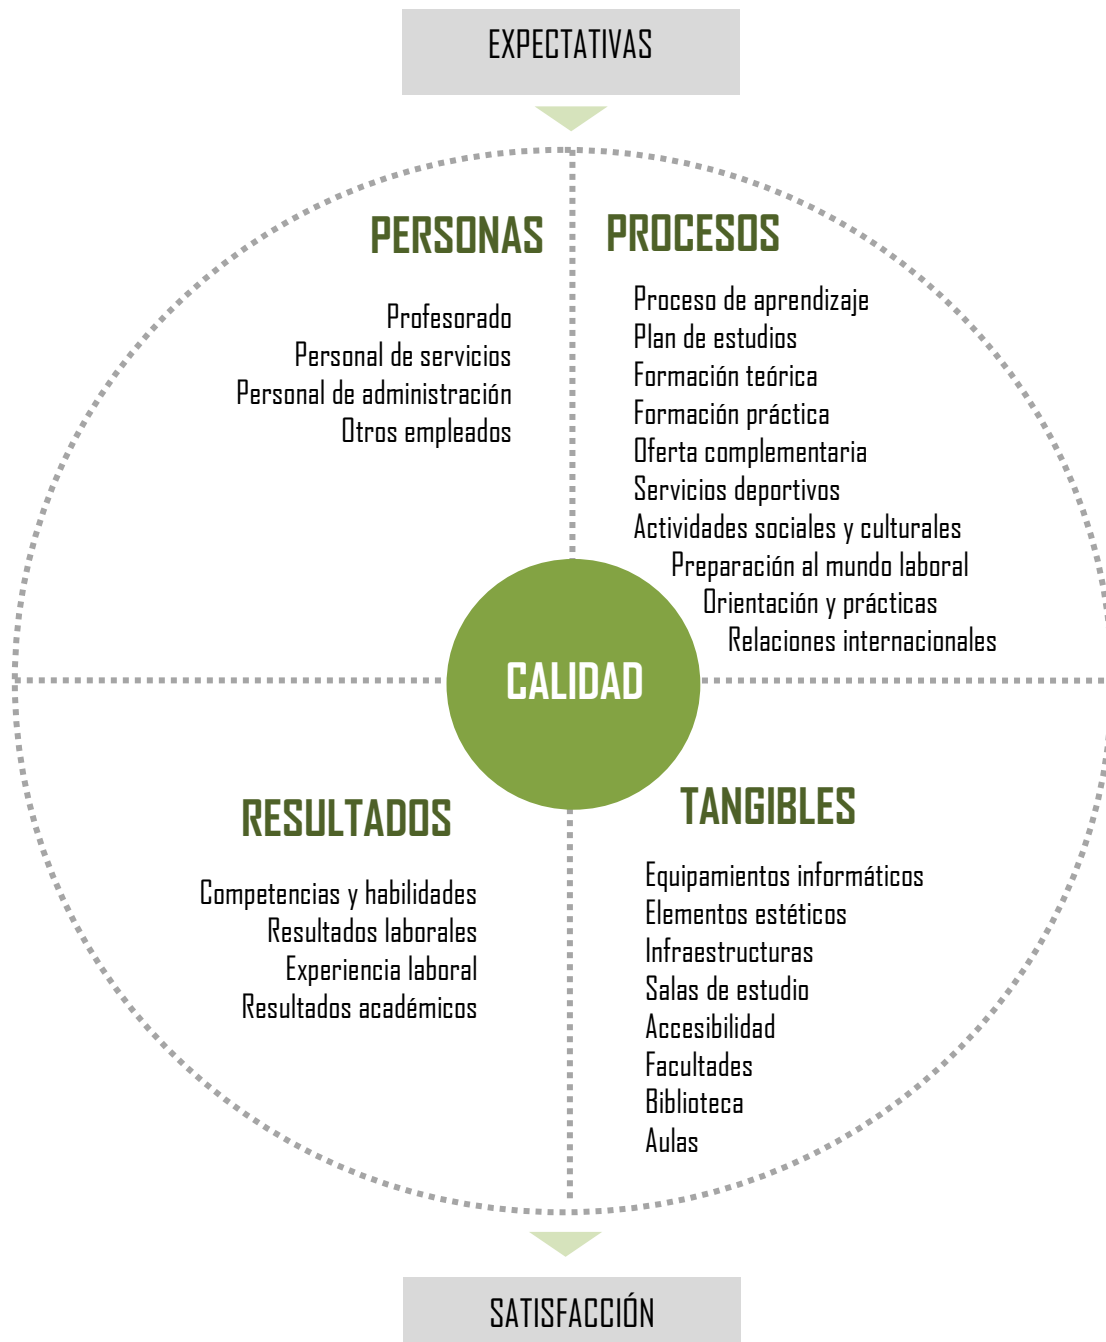 EXPECTATIVAS
PERSONAS
Profesorado
Personal de servicios
Personal de administración
Otros empleados
PROCESOS
Proceso de aprendizaje
Plan de estudios
Formación teórica
Formación práctica
Oferta complementaria
Servicios deportivos
Actividades sociales y culturales
Preparación al mundo laboral
Orientación y prácticas
Relaciones internacionales
CALIDAD
RESULTADOS
Competencias y habilidades
Resultados laborales
Experiencia laboral
Resultados académicos
TANGIBLES
Equipamientos informáticos
Elementos estéticos
Infraestructuras
Salas de estudio
Accesibilidad
Facultades
Biblioteca
Aulas
SATISFACCIÓN